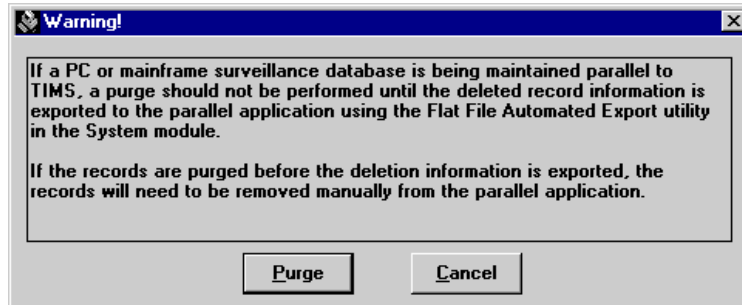 Warning!
If a PC or mainframe surveillance database is being maintained parallel to
TIMS, a purge should not be performed until the deleted record information is
exported to the parallel application using the Flat File Automated Export utility
in the System module.
If the records are purged before the deletion information is exported, the
records will need to be removed manually from the parallel application.
Purge
Cancel